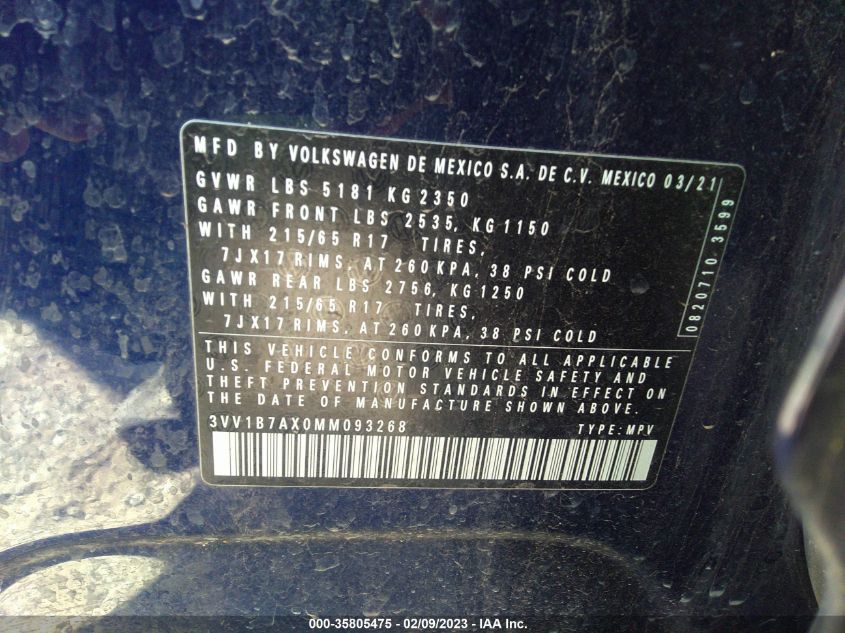 MFD BY VOLKSWAGEN DE MEXICO S.A. DE C.V. MEXICO 03/21
GVWR LBS 5181 KG 2350
GAWR FRONT LBS 2535, KG 1150
WITH 215/65 R17 TIRES,
7JX17 RIMS, AT 260 KPA, 38 PSI COLD
GAWR REAR LBS 2756, KG 1250
WITH 215/65 R17 TIRES,
7JX17 RIMS, AT 260 KPA, 38 PSI COLD
0820710 3599
THIS VEHICLE CONFORMS TO ALL APPLICABLE
U.S. FEDERAL MOTOR VEHICLE SAFETY AND
THEFT PREVENTION STANDARDS IN EFFECT ON
THE DATE OF MANUFACTURE SHOWN ABOVE.
3VV1B7AX0MM093268 TYPE: MPV
000-35805475 - 02/09/2023 - IAA Inc.